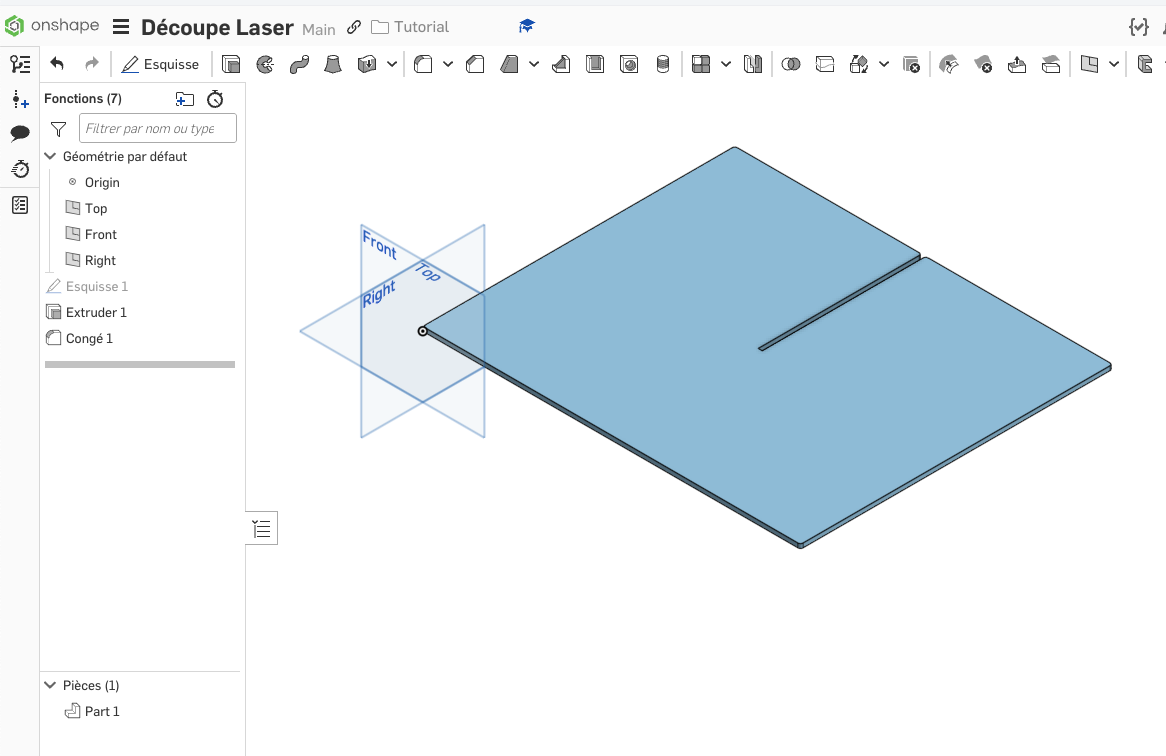 onshape Découpe Laser Main Tutorial
Esquisse
Fonctions (7)
Filtrer par nom ou type
Géométrie par défaut
Origin
Top
Front
Right
Esquisse 1
Extruder 1
Congé 1
Front
Top
Right
Pièces (1)
Part 1